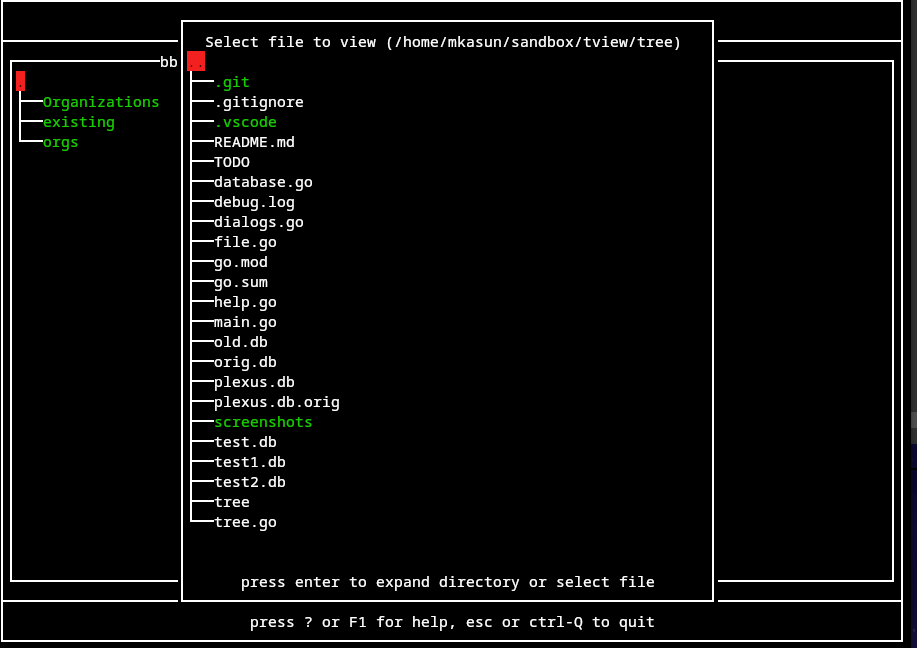 Select file to view (/home/mkasun/sandbox/tview/tree)
bb
.
Organizations
existing
orgs
..
.git
.gitignore
.vscode
README.md
TODO
database.go
debug.log
dialogs.go
file.go
go.mod
go.sum
help.go
main.go
old.db
orig.db
plexus.db
plexus.db.orig
screenshots
test.db
test1.db
test2.db
tree
tree.go
press enter to expand directory or select file
press ? or F1 for help, esc or ctrl-Q to quit